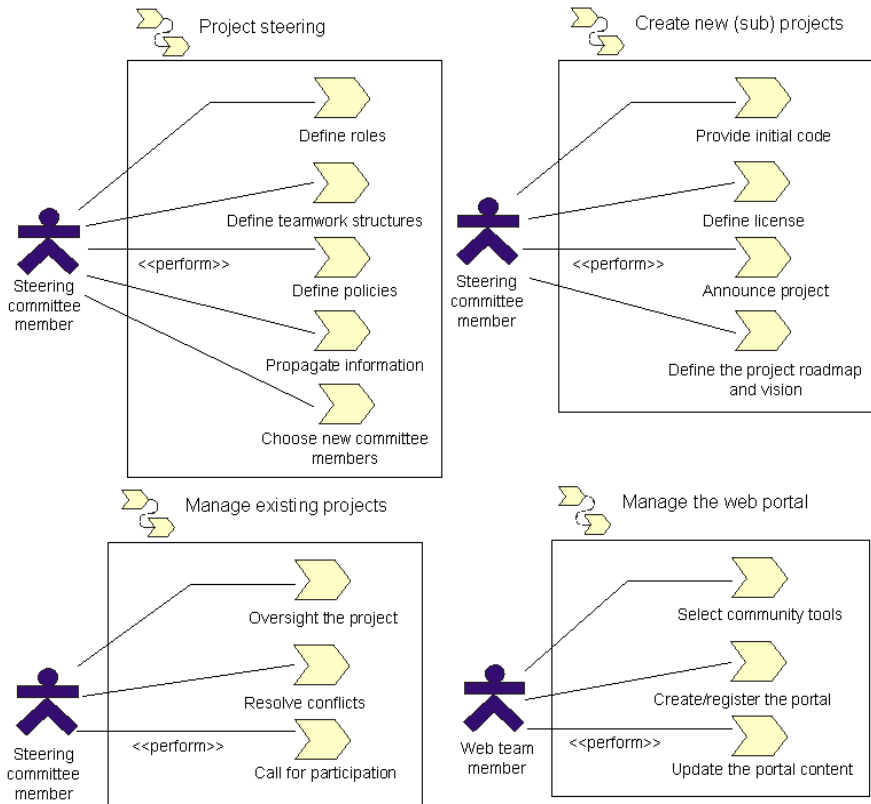 Project steering
Define roles
Define teamwork structures
<<perform>>
Define policies
Steering
committee
member
Propagate information
Choose new committee
members
Create new (sub) projects
Provide initial code
Define license
<<perform>>
Announce project
Steering
committee
member
Define the project roadmap
and vision
Manage existing projects
Oversight the project
Resolve conflicts
<<perform>>
Steering
committee
member
Call for participation
Manage the web portal
Select community tools
Create/register the portal
<<perform>>
Web team
member
Update the portal content